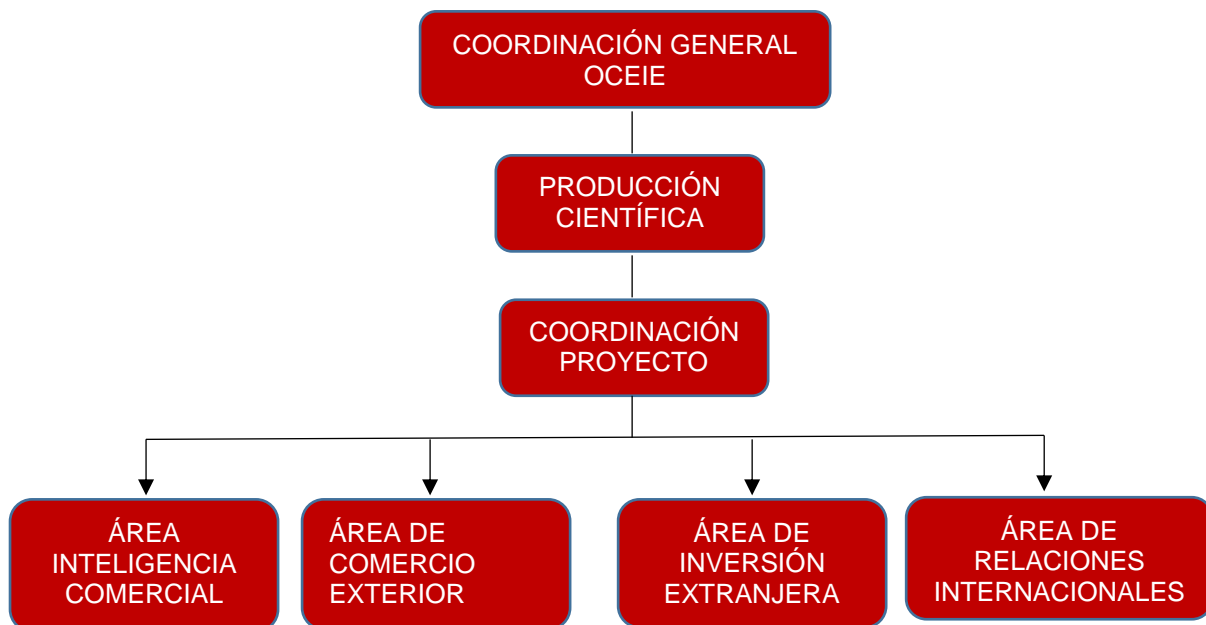 COORDINACIÓN GENERAL
OCEIE
PRODUCCIÓN
CIENTÍFICA
COORDINACIÓN
PROYECTO
ÁREA
INTELIGENCIA
COMERCIAL
ÁREA DE
COMERCIO
EXTERIOR
ÁREA DE
INVERSIÓN
EXTRANJERA
ÁREA DE
RELACIONES
INTERNACIONALES